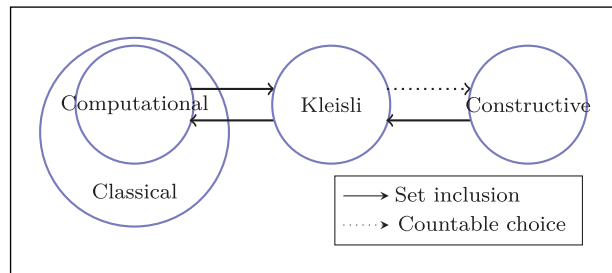 Computational
Kleisli
Constructive
Classical
Set inclusion
Countable choice